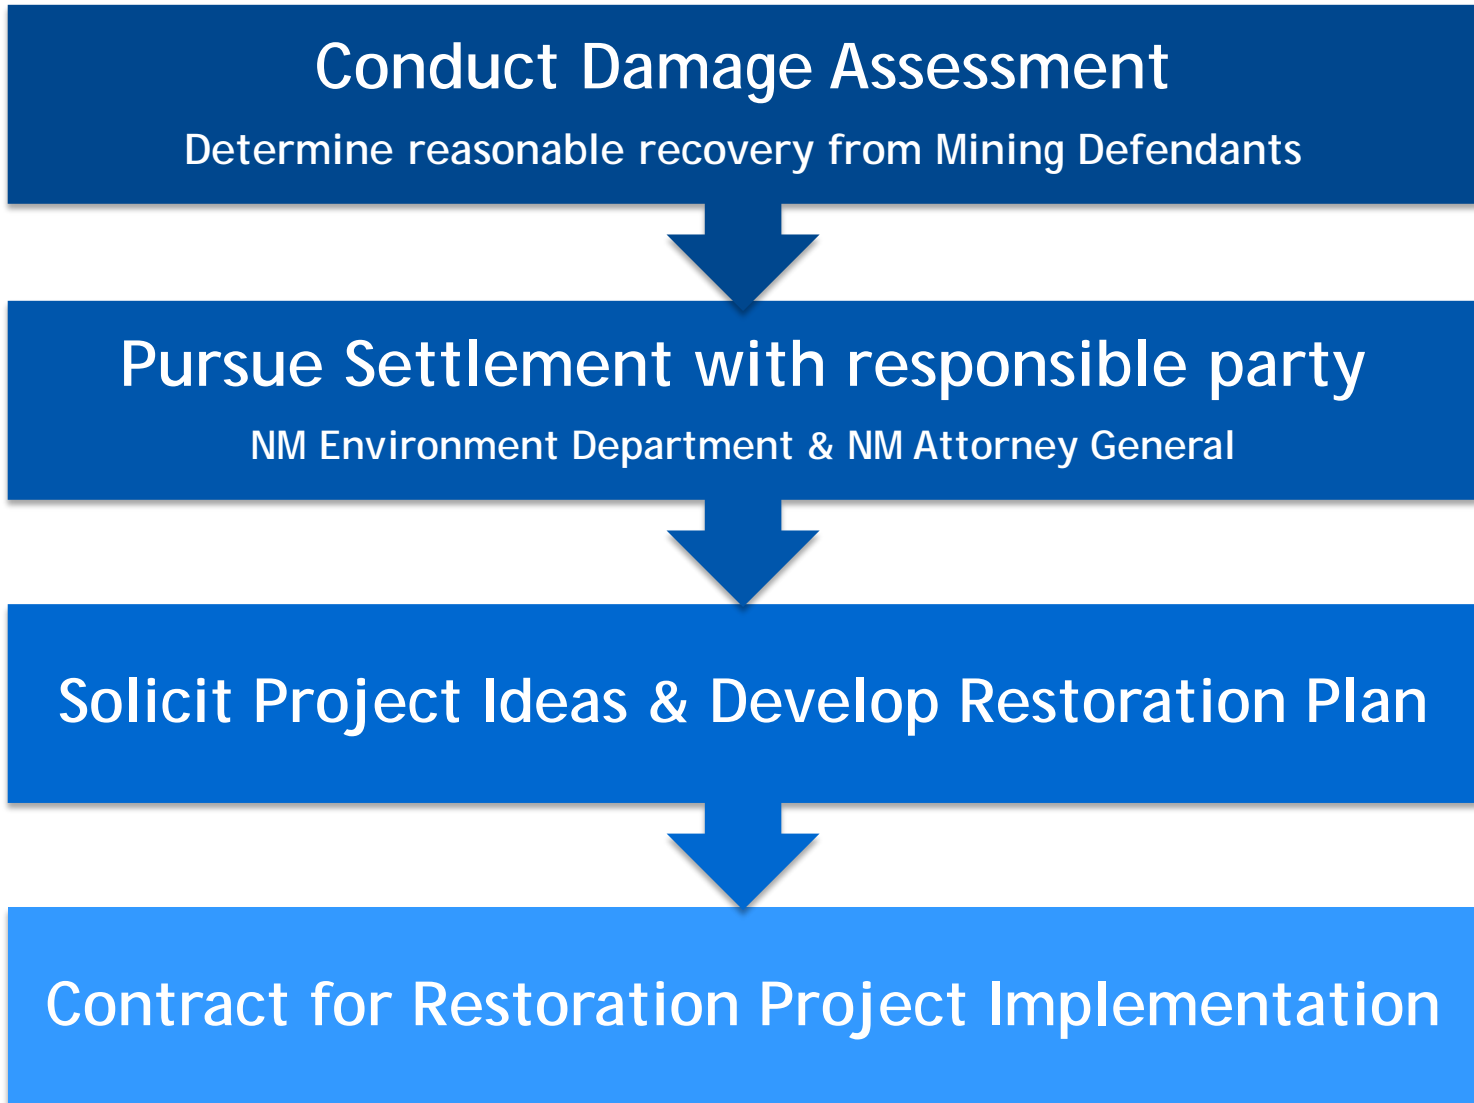 Conduct Damage Assessment
Determine reasonable recovery from Mining Defendants
Pursue Settlement with responsible party
NM Environment Department & NM Attorney General
Solicit Project Ideas & Develop Restoration Plan
Contract for Restoration Project Implementation